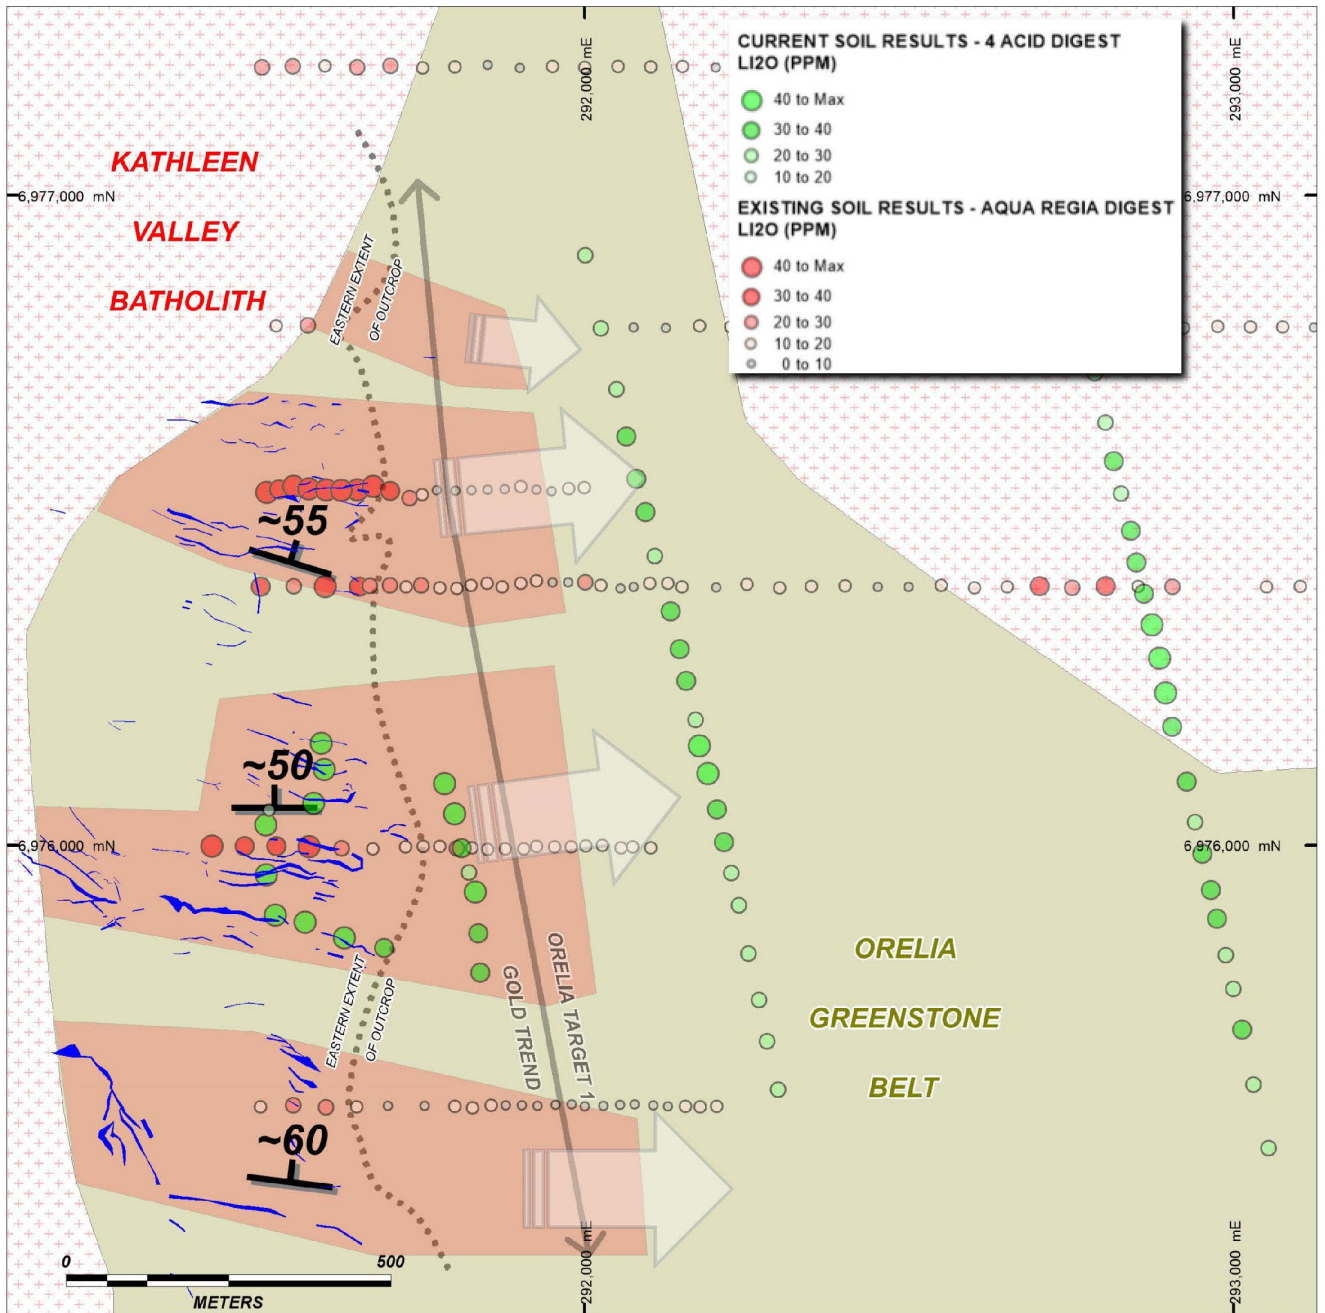 292,000 mE
293,000 mE
CURRENT SOIL RESULTS - 4 ACID DIGEST
LI2O (PPM)
40 to Max
30 to 40
20 to 30
10 to 20
EXISTING SOIL RESULTS - AQUA REGIA DIGEST
LI2O (PPM)
40 to Max
30 to 40
20 to 30
10 to 20
0 to 10
KATHLEEN
VALLEY
BATHOLITH
6,977,000 mN
6,977,000 mN
EASTERN EXTENT
OF OUTCROP
~55
~50
6,976,000 mN
6,976,000 mN
ORELIA TARGET 1
GOLD TREND
ORELIA
GREENSTONE
BELT
EASTERN EXTENT
OF OUTCROP
~60
0
500
METERS
292,000 mE
293,000 mE